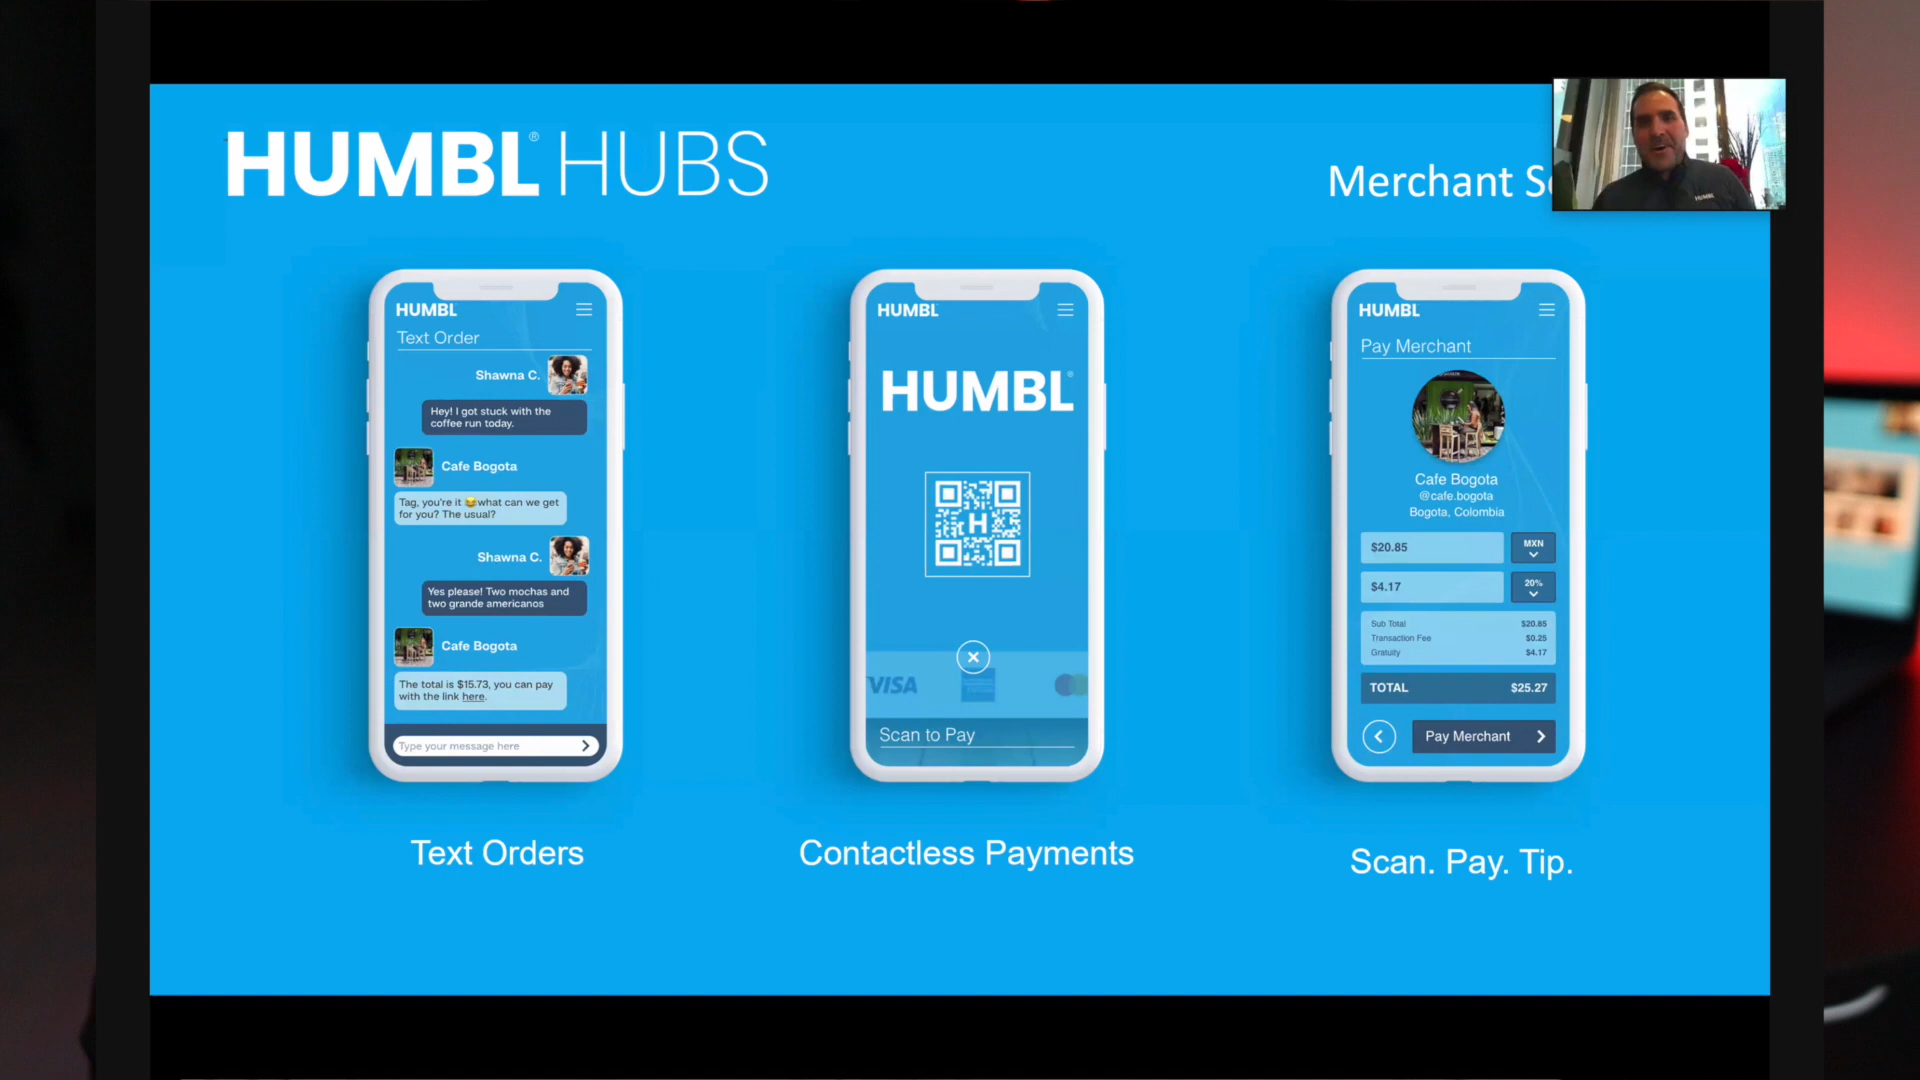 HUMBL® HUBS
Merchant S
HUMBL
HUMBL
Text Order
Shawna C.
Hey! I got stuck with the
coffee run today.
Cafe Bogota
Tag, you're it 😂 what can we get
for you? The usual?
Shawna C.
Yes please! Two mochas and
two grande americanos
Cafe Bogota
The total is $15.73, you can pay
with the link here.
Type your message here
Text Orders
HUMBL
HUMBL®
H
VISA
Scan to Pay
Contactless Payments
HUMBL
Pay Merchant
Cafe Bogota
@cafe.bogota
Bogota, Colombia
$20.85 MXN
$4.17 20%
Sub Total $20.85
Transaction Fee $0.25
Gratuity $4.17
TOTAL $25.27
Pay Merchant
Scan. Pay. Tip.